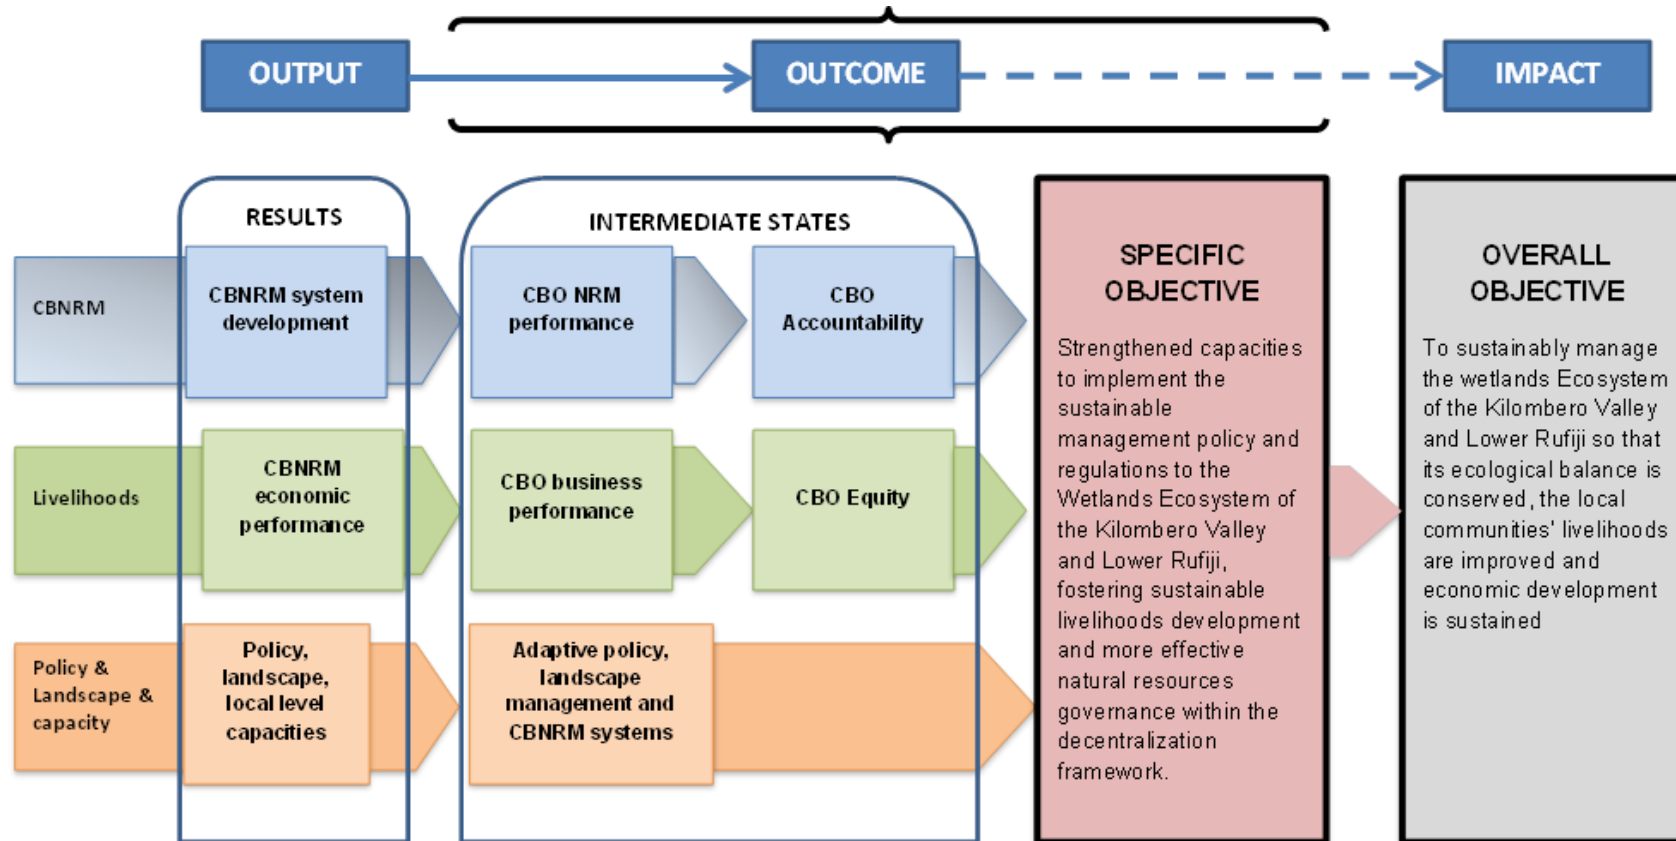 OUTPUT
OUTCOME
IMPACT
RESULTS
INTERMEDIATE STATES
CBNRM
CBNRM system
development
CBO NRM
performance
CBO
Accountability
Livelihoods
CBNRM
economic
performance
CBO business
performance
CBO Equity
Policy &
Landscape &
capacity
Policy,
landscape,
local level
capacities
Adaptive policy,
landscape
management and
CBNRM systems
SPECIFIC
OBJECTIVE
Strengthened capacities
to implement the
sustainable
management policy and
regulations to the
Wetlands Ecosystem of
the Kilombero Valley
and Lower Rufiji,
fostering sustainable
livelihoods development
and more effective
natural resources
governance within the
decentralization
framework.
OVERALL
OBJECTIVE
To sustainably manage
the wetlands Ecosystem
of the Kilombero Valley
and Lower Rufiji so that
its ecological balance is
conserved, the local
communities' livelihoods
are improved and
economic development
is sustained